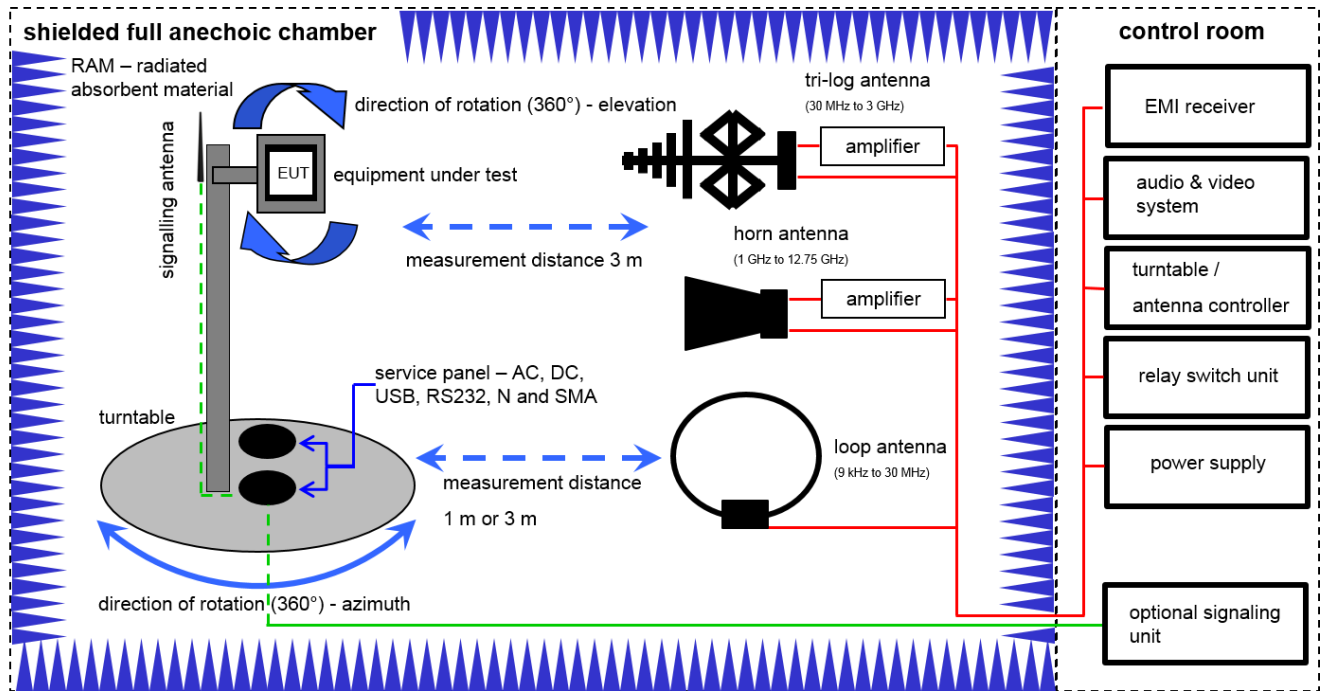 shielded full anechoic chamber
RAM – radiated
absorbent material
signalling antenna
direction of rotation (360°) - elevation
EUT
equipment under test
tri-log antenna
(30 MHz to 3 GHz)
amplifier
measurement distance 3 m
horn antenna
(1 GHz to 12.75 GHz)
amplifier
service panel – AC, DC,
USB, RS232, N and SMA
turntable
measurement distance
1 m or 3 m
loop antenna
(9 kHz to 30 MHz)
direction of rotation (360°) - azimuth
control room
EMI receiver
audio & video
system
turntable /
antenna controller
relay switch unit
power supply
optional signaling
unit